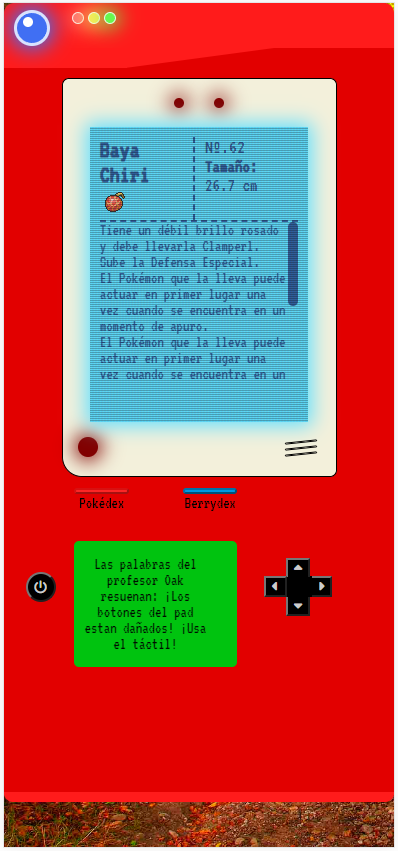 Baya
Chiri
Nº.62
Tamaño:
26.7 cm
Tiene un débil brillo rosado
y debe llevarla Clamperl.
Sube la Defensa Especial.
El Pokémon que la lleva puede
actuar en primer lugar una
vez cuando se encuentra en un
momento de apuro.
El Pokémon que la lleva puede
actuar en primer lugar una
vez cuando se encuentra en un
Pokédex
Berrydex
Las palabras del
profesor Oak
resuenan: ¡Los
botones del pad
estan dañados! ¡Usa
el táctil!